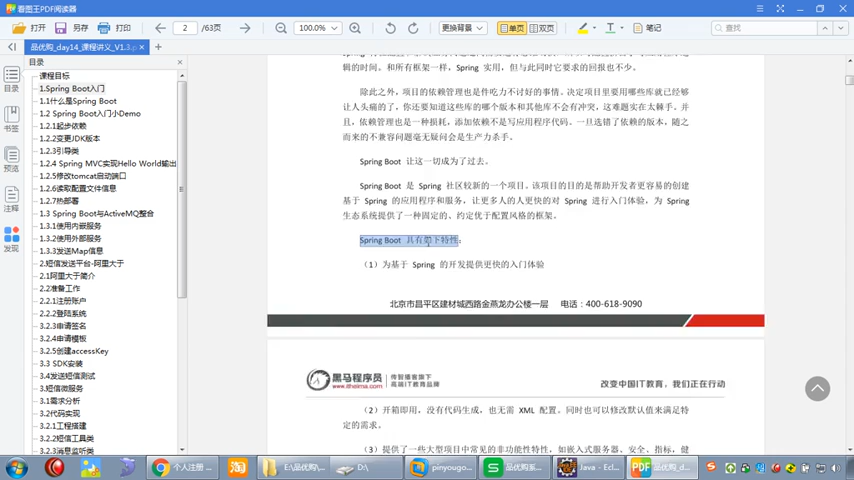 看图王PDF阅读器
打开 另存 打印 2 /63页 100.0% 更换背景 单页 双页 笔记 查找
品优购_day14_课程讲义_V1.3.p
目录
目录
书签
预览
注释
发现
课程目标
1.Spring Boot入门
1.1什么是Spring Boot
1.2 Spring Boot入门小Demo
1.2.1起步依赖
1.2.2变更JDK版本
1.2.3引导类
1.2.4 Spring MVC实现Hello World输出
1.2.5修改tomcat启动端口
1.2.6读取配置文件信息
1.2.7热部署
1.3 Spring Boot与ActiveMQ整合
1.3.1使用内嵌服务
1.3.2使用外部服务
1.3.3发送Map信息
2.短信发送平台-阿里大于
2.1阿里大于简介
2.2准备工作
2.2.1注册账户
2.2.2登陆系统
3.2.3申请签名
3.2.4申请模板
3.2.5创建accessKey
3.3 SDK安装
3.4发送短信测试
3.短信微服务
3.1需求分析
3.2代码实现
3.2.1工程搭建
3.2.2短信工具类
3.2.3消息监听类
辑的时间。和所有框架一样，Spring 实用，但与此同时它要求的回报也不少。
除此之外，项目的依赖管理也是件吃力不讨好的事情。决定项目里要用哪些库就已经够
让人头痛的了，你还要知道这些库的哪个版本和其他库不会有冲突，这难题实在太棘手。并
且，依赖管理也是一种损耗，添加依赖不是写应用程序代码。一旦选错了依赖的版本，随之
而来的不兼容问题毫无疑问会是生产力杀手。
Spring Boot 让这一切成为了过去。
Spring Boot 是 Spring 社区较新的一个项目。该项目的目的是帮助开发者更容易的创建
基于 Spring 的应用程序和服务，让更多人的人更快的对 Spring 进行入门体验，为 Spring
生态系统提供了一种固定的、约定优于配置风格的框架。
Spring Boot 具有如下特性：
（1）为基于 Spring 的开发提供更快的入门体验
北京市昌平区建材城西路金燕龙办公楼一层 电话：400-618-9090
黑马程序员 www.itheima.com 传智播客旗下 高端IT教育品牌 改变中国IT教育，我们正在行动
（2）开箱即用，没有代码生成，也无需 XML 配置。同时也可以修改默认值来满足特
定的需求。
（3）提供了一些大型项目中常见的非功能性特性，如嵌入式服务器、安全、指标，健
个人注册 淘 E:\品优购\ D:\ pinyougo... 品优购系... Java - Ecl... PDF 品优购_d...